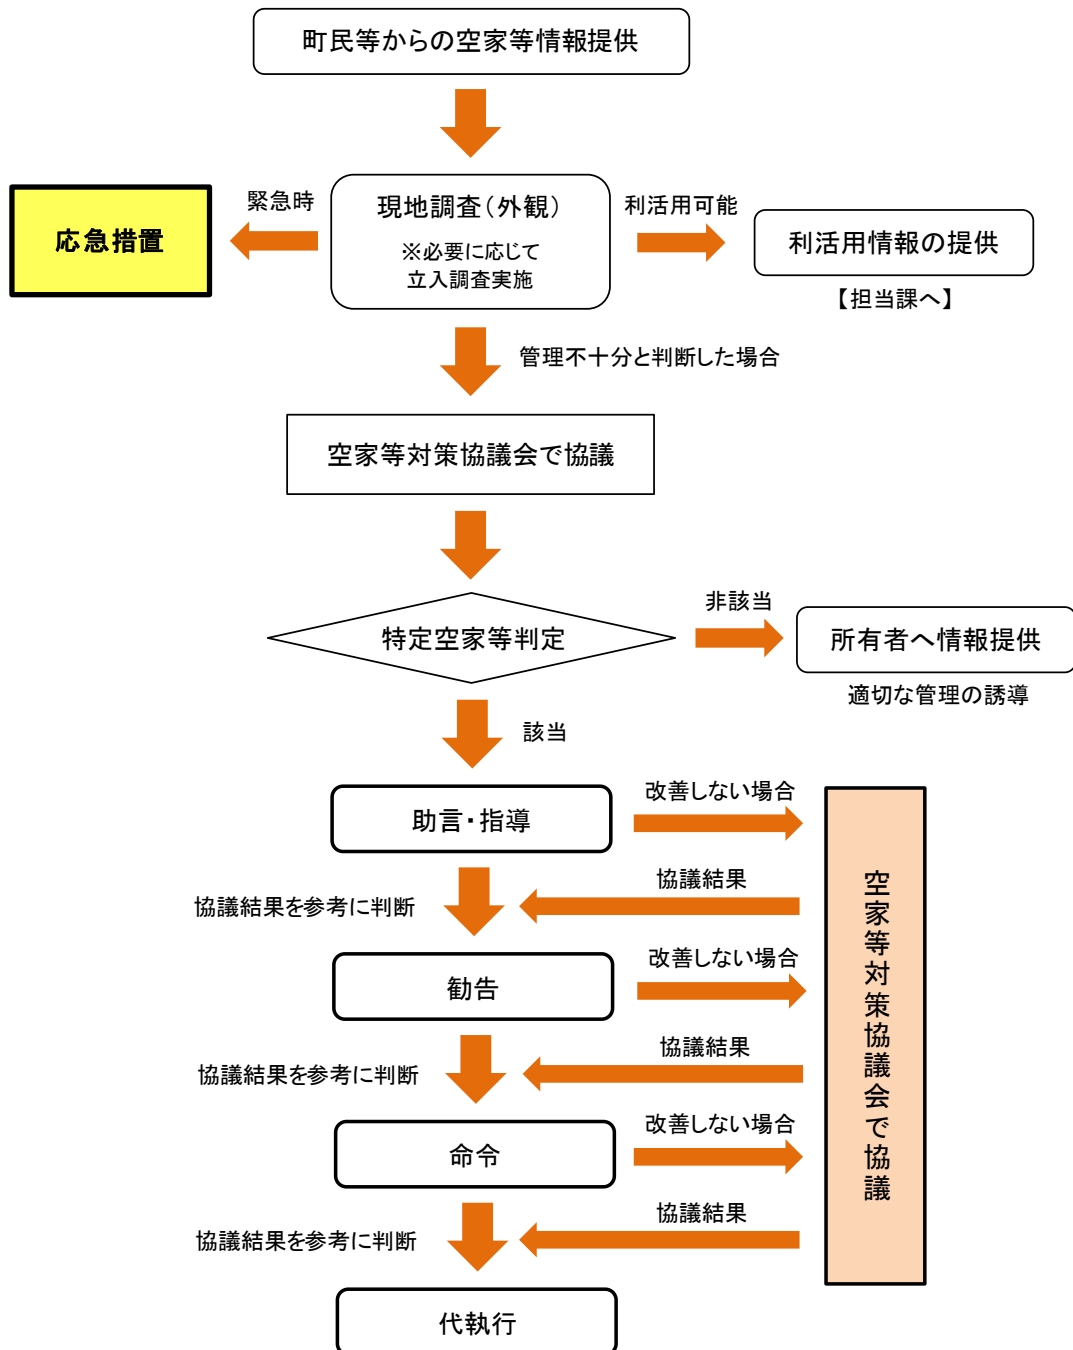 町民等からの空家等情報提供
緊急時
応急措置
現地調査（外観）
※必要に応じて
立入調査実施
利活用可能
利活用情報の提供
【担当課へ】
管理不十分と判断した場合
空家等対策協議会で協議
特定空家等判定
非該当
所有者へ情報提供
適切な管理の誘導
該当
助言・指導
改善しない場合
協議結果
協議結果を参考に判断
勧告
改善しない場合
協議結果
協議結果を参考に判断
命令
改善しない場合
協議結果
協議結果を参考に判断
代執行
空家等対策協議会で協議